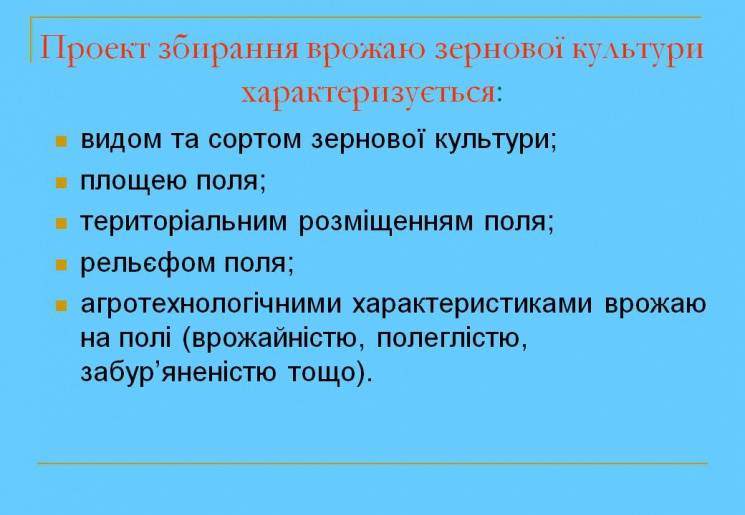 Проект збирання врожаю зернової культури
характеризується:
видом та сортом зернової культури;
площею поля;
територіальним розміщенням поля;
рельєфом поля;
агротехнологічними характеристиками врожаю
на полі (врожайністю, полеглістю,
забур’яненістю тощо).